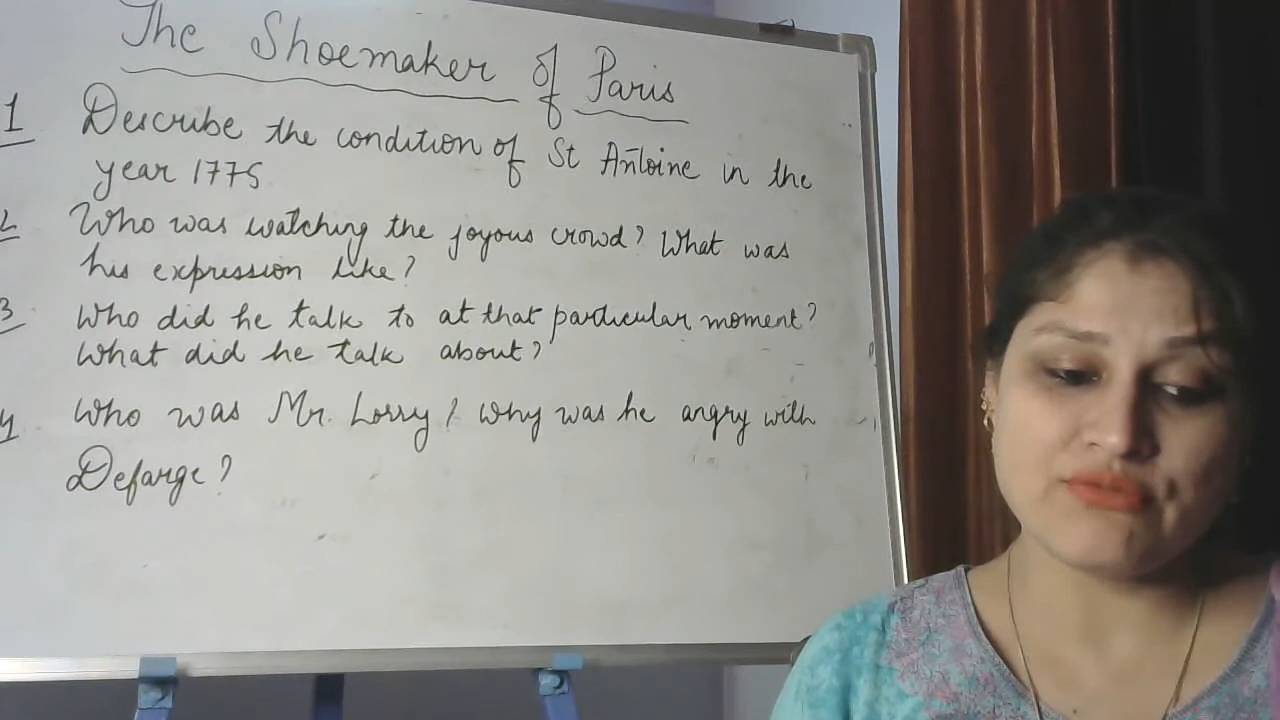 The Shoemaker of Paris
1 Describe the condition of St Antoine in the
year 1775
2 Who was watching the joyous crowd? What was
his expression like?
3 Who did he talk to at that particular moment?
What did he talk about?
4 Who was Mr. Lorry? Why was he angry with
Defarge?